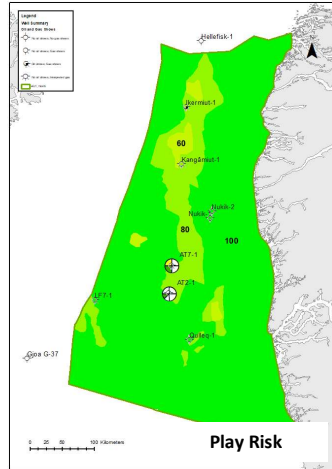 Legend
Well Summary
Oil and Gas Shows
Hellefisk-1
Ikermiut-1
60
Kangâmiut-1
Nukik-2
Nukik
80
100
AT7-1
AT2-1
LF7-1
Qulleq-1
Gjoa G-37
0 25 50 100 Kilometers
Play Risk